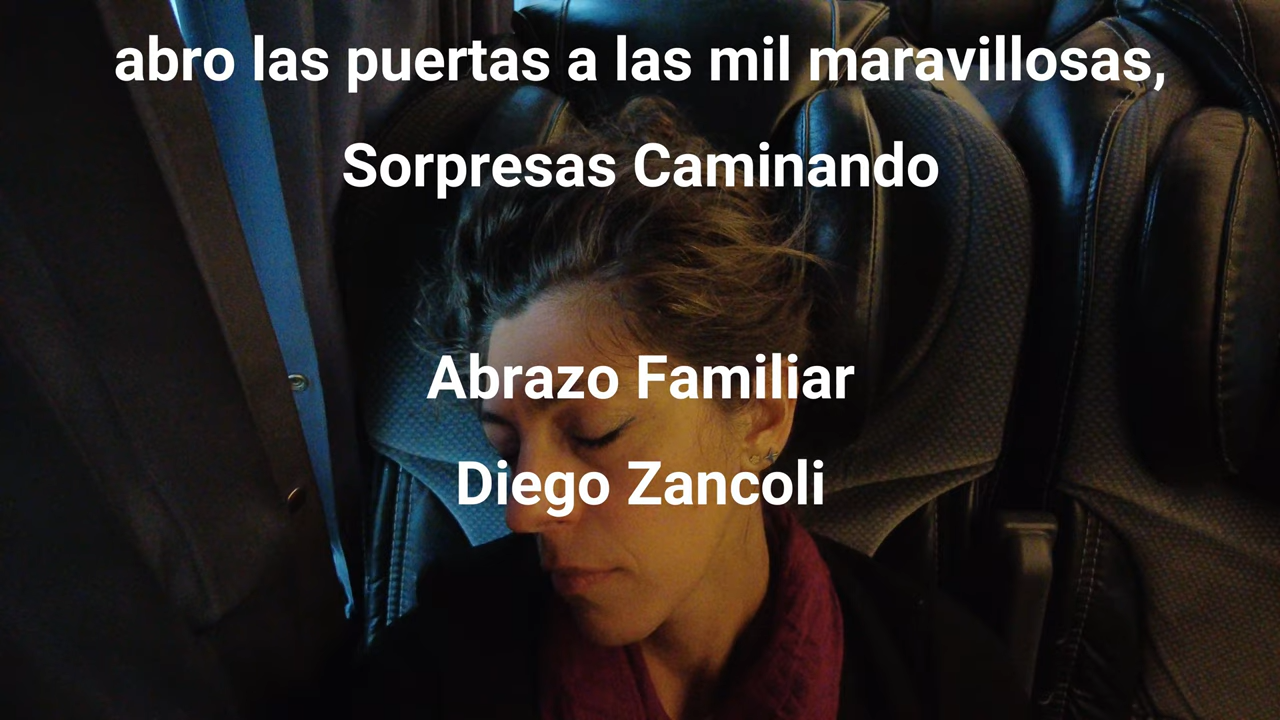 abro las puertas a las mil maravillosas,
Sorpresas Caminando
Abrazo Familiar
Diego Zancoli